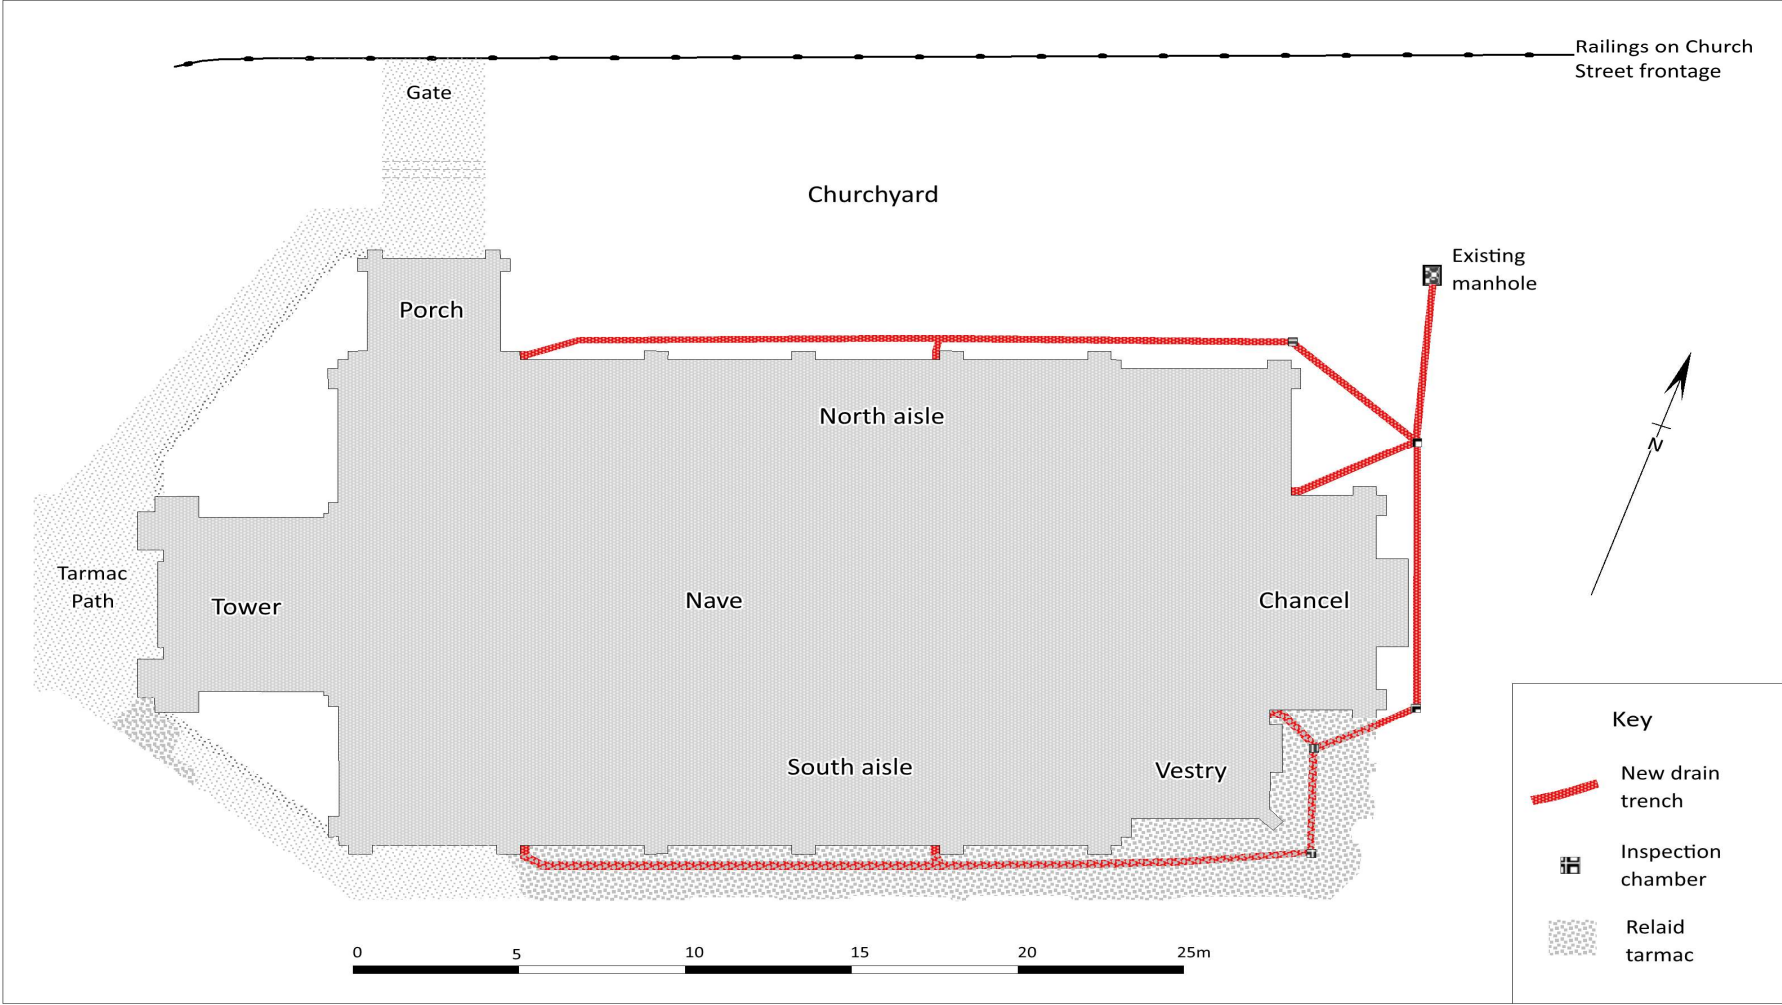 Railings on Church
Street frontage
Gate
Churchyard
Existing
manhole
Porch
North aisle
N
Tarmac
Path
Tower
Nave
Chancel
South aisle
Vestry
Key
New drain
trench
Inspection
chamber
Relaid
tarmac
0 5 10 15 20 25m